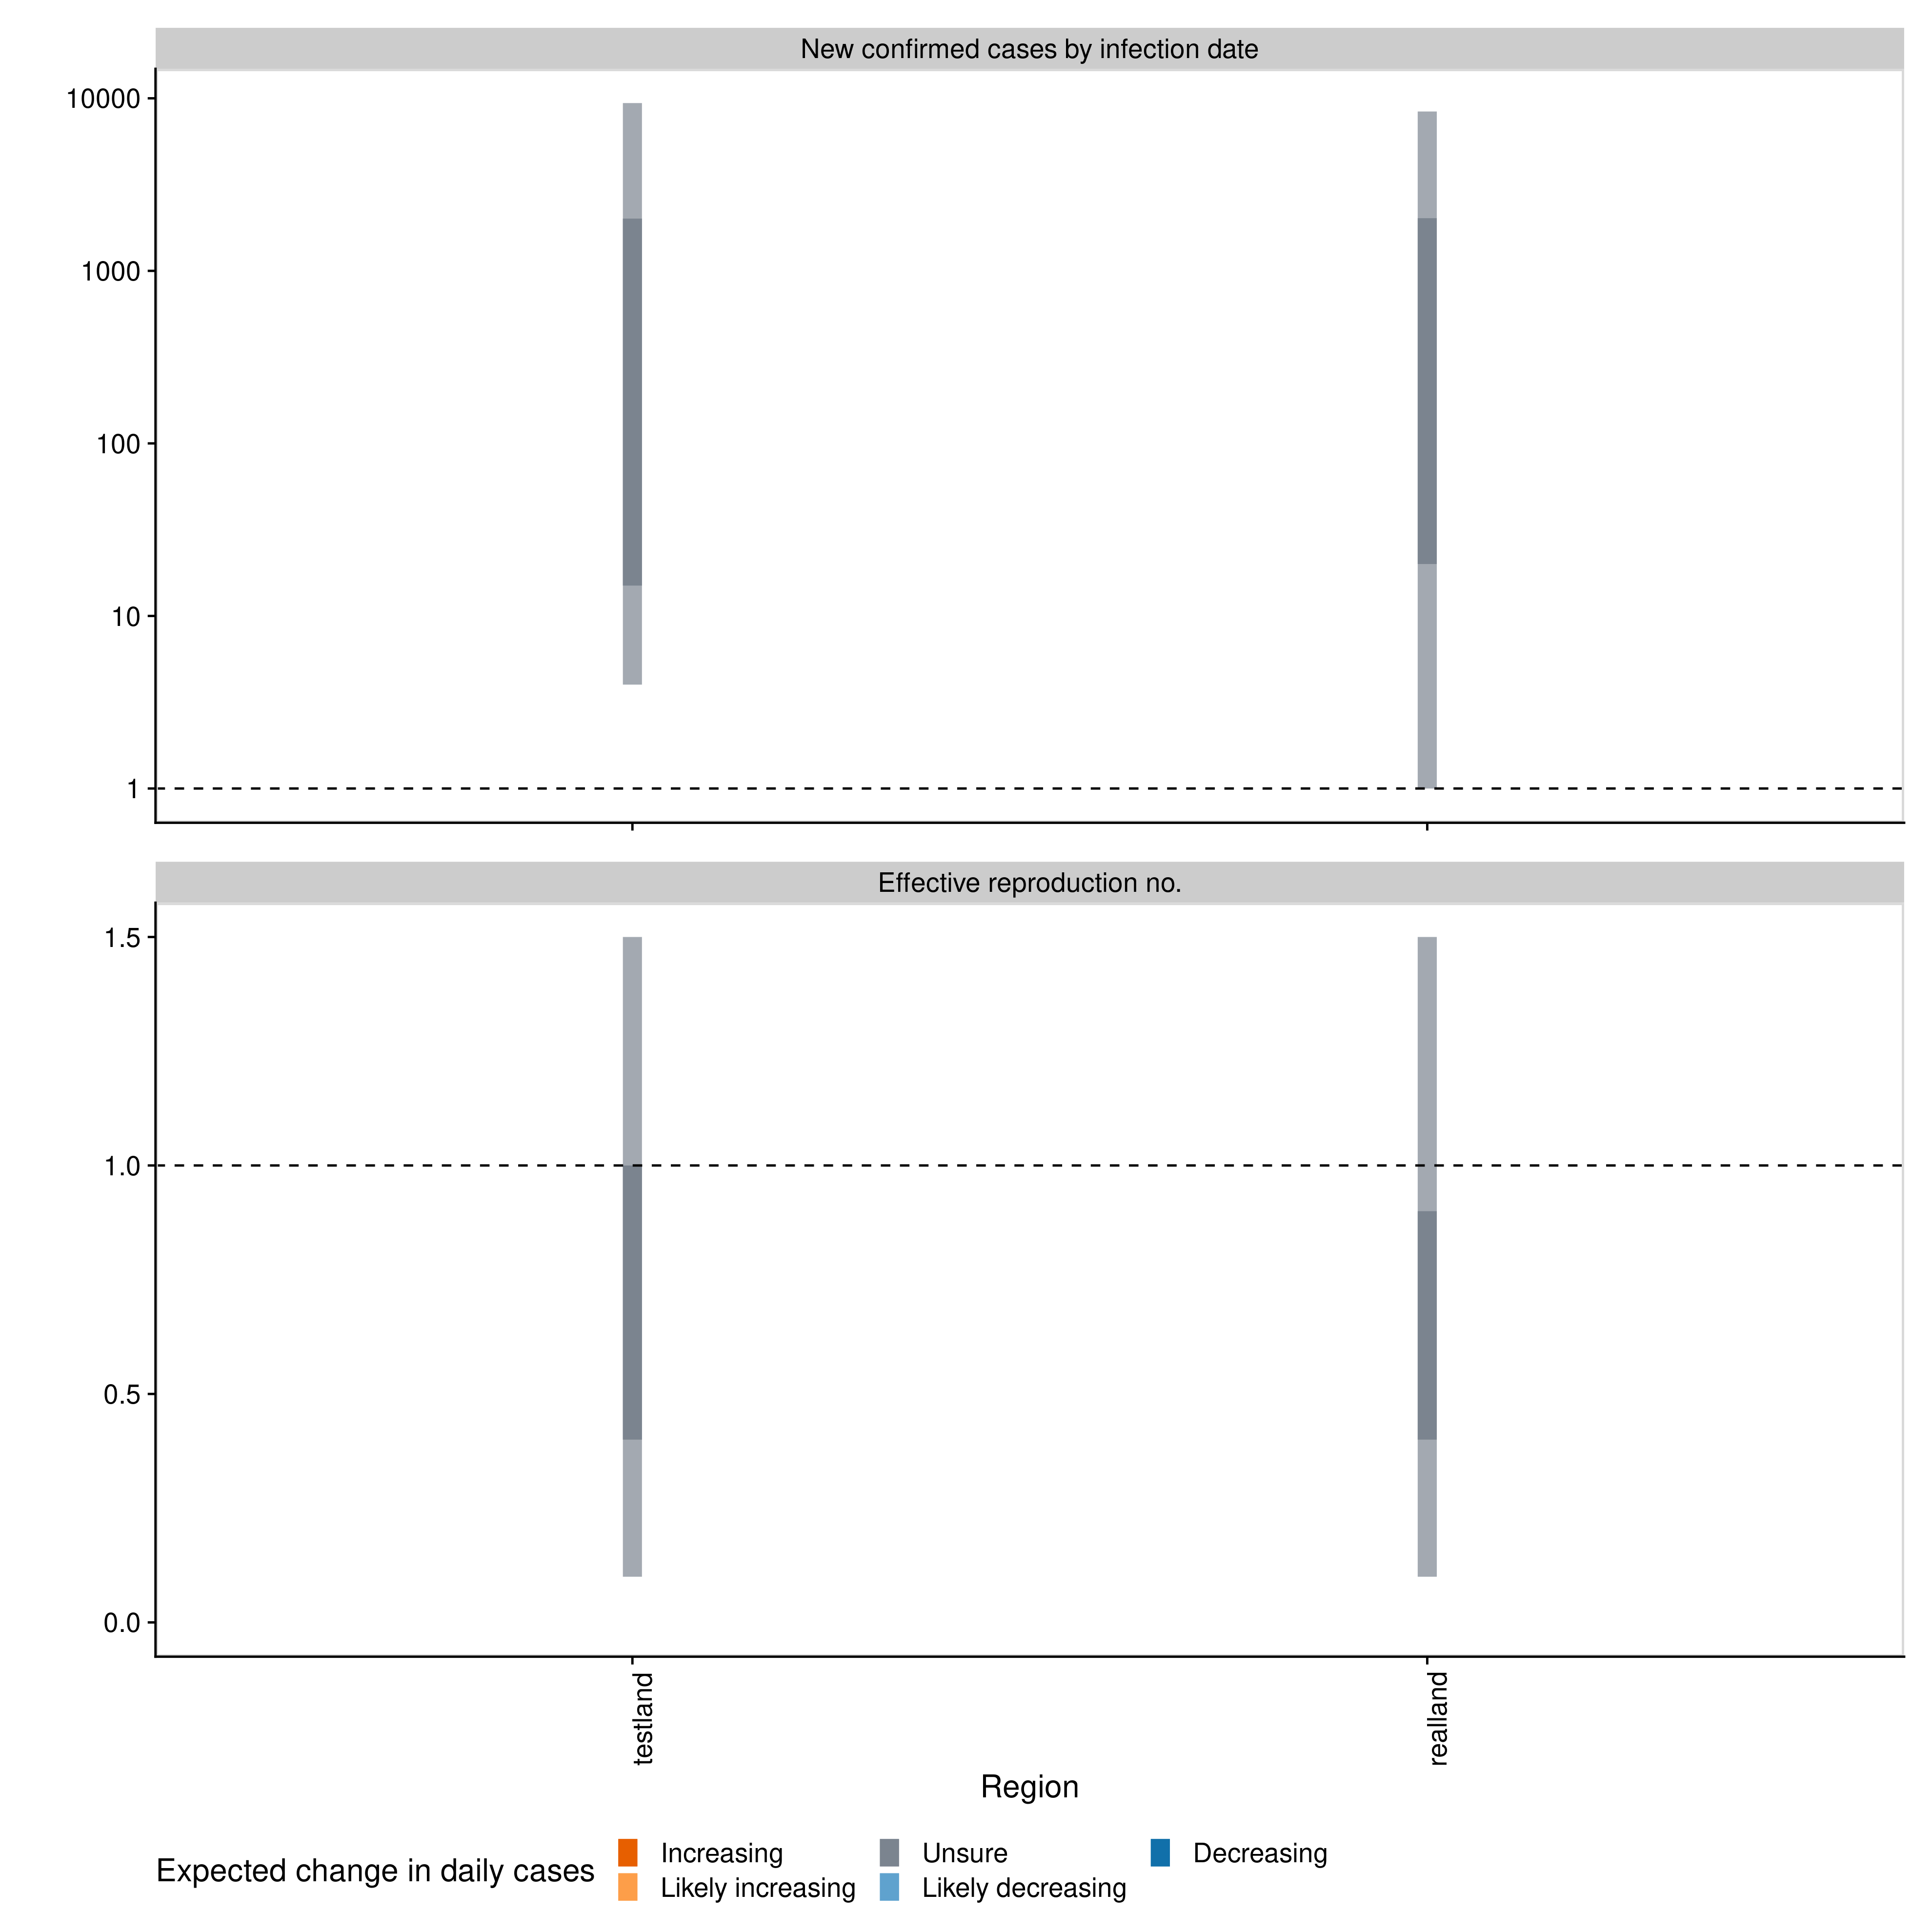 New confirmed cases by infection date
10000
1000
100
10
1
Effective reproduction no.
1.5
1.0
0.5
0.0
testland
realland
Region
Expected change in daily cases
Increasing
Unsure
Decreasing
Likely increasing
Likely decreasing